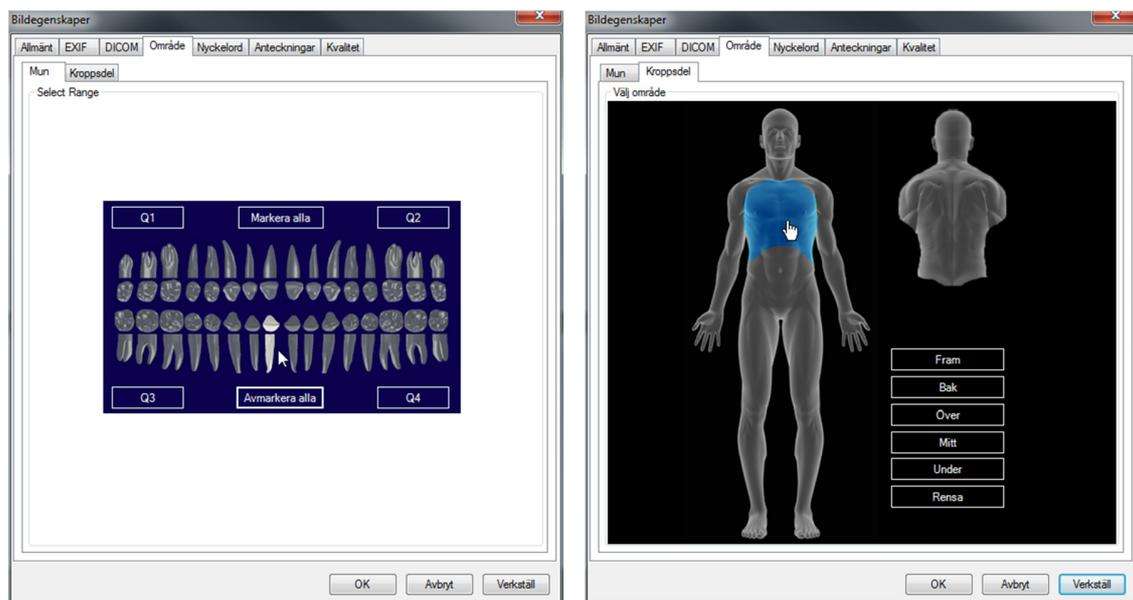 Bildegenskaper
Allmänt EXIF DICOM Område Nyckelord Anteckningar Kvalitet
Mun Kroppsdel
Select Range
Q1 Markera alla Q2
Q3 Avmarkera alla Q4
OK Avbryt Verkställ
Bildegenskaper
Allmänt EXIF DICOM Område Nyckelord Anteckningar Kvalitet
Mun Kroppsdel
Välj område
Fram
Bak
Över
Mitt
Under
Rensa
OK Avbryt Verkställ